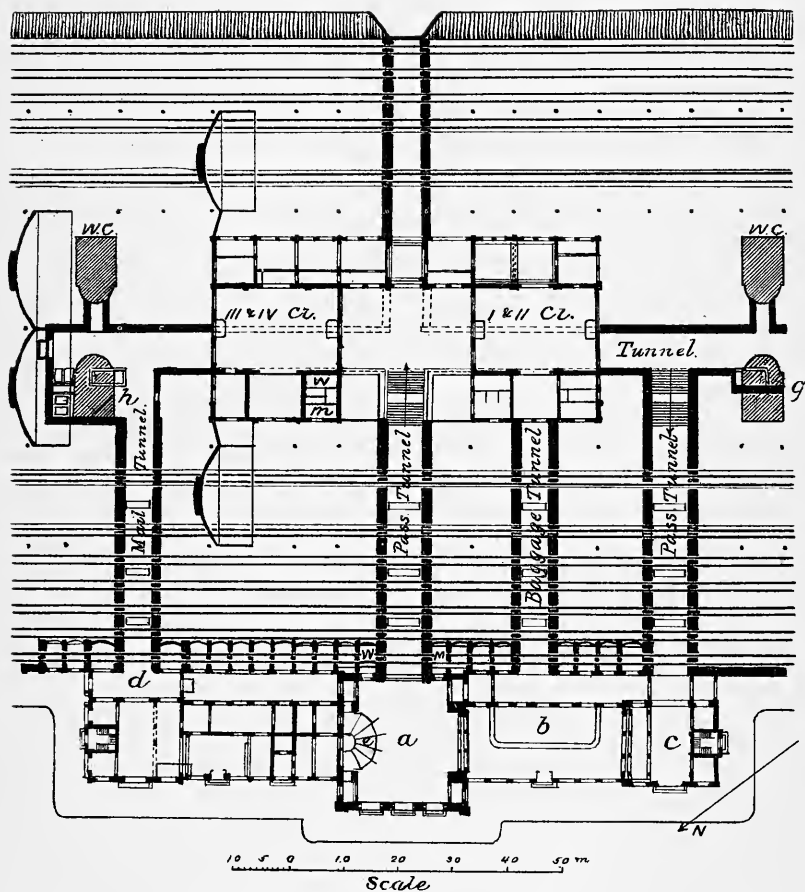 W.C.
W.C.
III & IV Cl.
I & II Cl.
Tunnel.
W
m
h
g
Mail Tunnel.
Pass Tunnel
Baggage Tunnel
Pass Tunnel
W
M
d
e
a
b
c
N
10 5 0 10 20 30 40 50 m
Scale